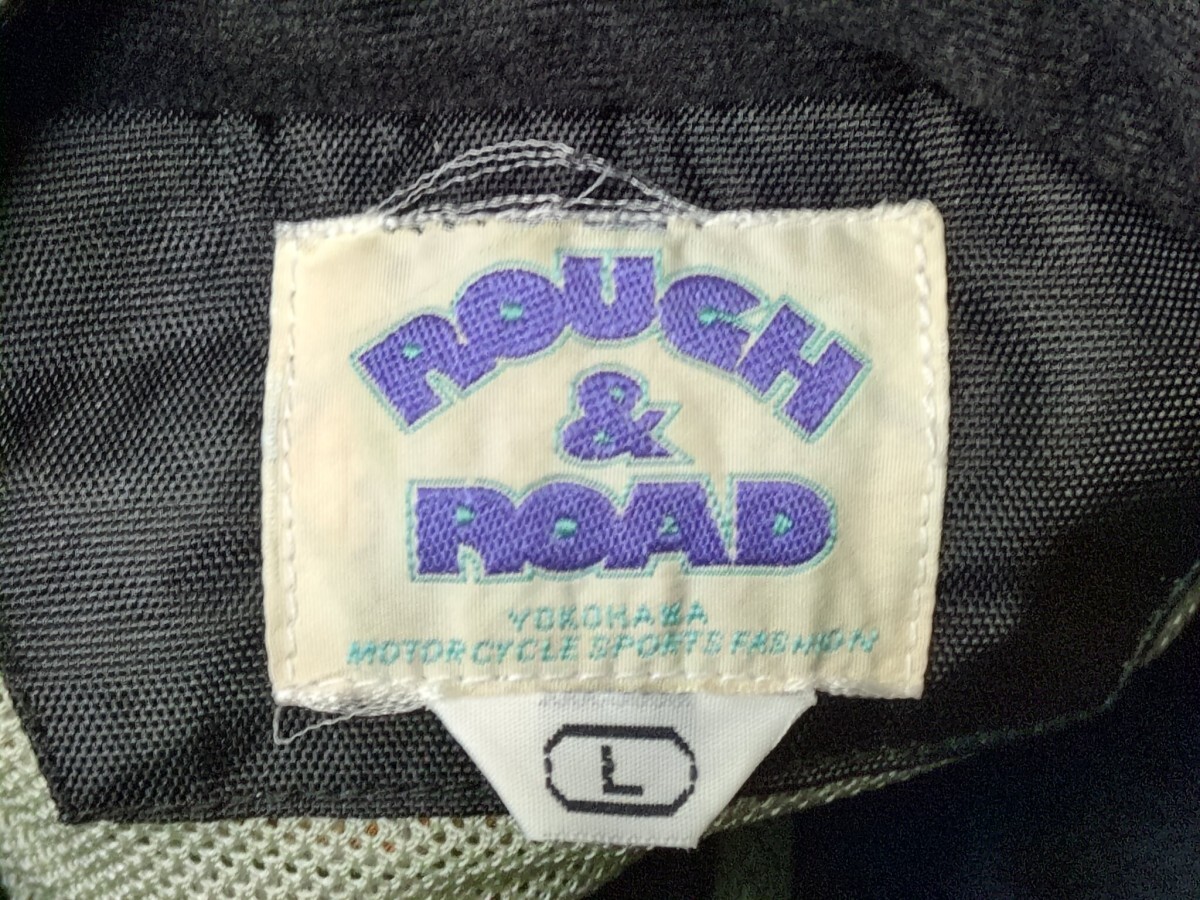 ROUGH
&
ROAD
YOKOHAMA
MOTORCYCLE SPORTS FASHION
L